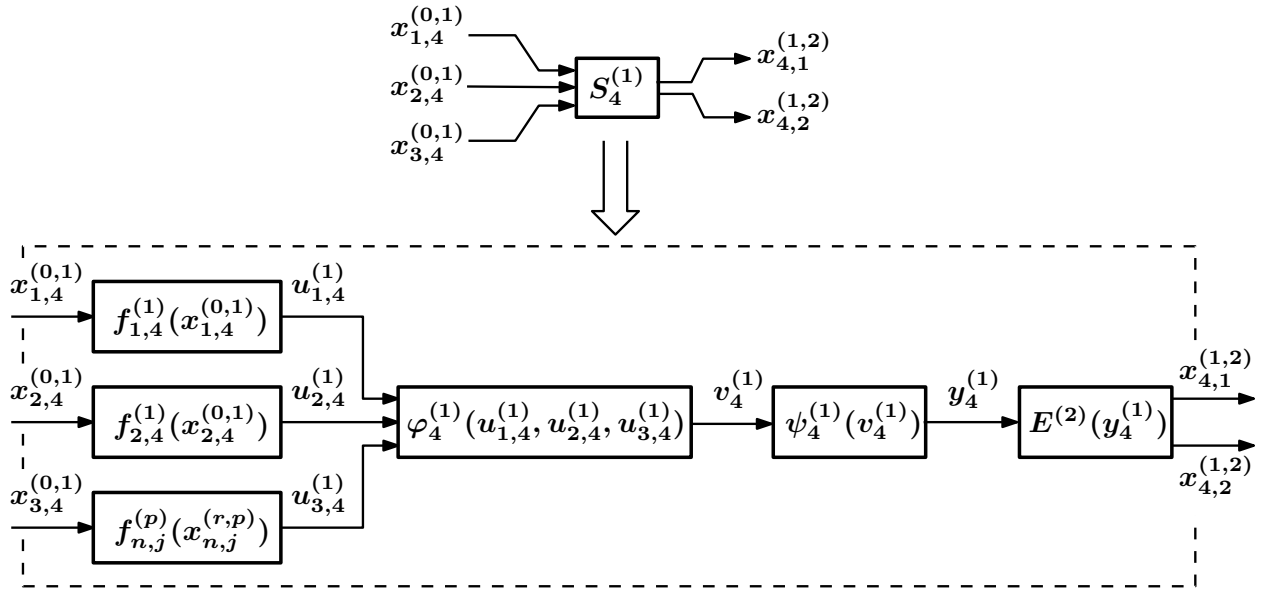 x_{1,4}^{(0,1)}
x_{2,4}^{(0,1)}
x_{3,4}^{(0,1)}
S_4^{(1)}
x_{4,1}^{(1,2)}
x_{4,2}^{(1,2)}
x_{1,4}^{(0,1)}
f_{1,4}^{(1)}(x_{1,4}^{(0,1)})
u_{1,4}^{(1)}
x_{2,4}^{(0,1)}
f_{2,4}^{(1)}(x_{2,4}^{(0,1)})
u_{2,4}^{(1)}
x_{3,4}^{(0,1)}
f_{n,j}^{(p)}(x_{n,j}^{(r,p)})
u_{3,4}^{(1)}
φ_4^{(1)}(u_{1,4}^{(1)}, u_{2,4}^{(1)}, u_{3,4}^{(1)})
v_4^{(1)}
ψ_4^{(1)}(v_4^{(1)})
y_4^{(1)}
E^{(2)}(y_4^{(1)})
x_{4,1}^{(1,2)}
x_{4,2}^{(1,2)}